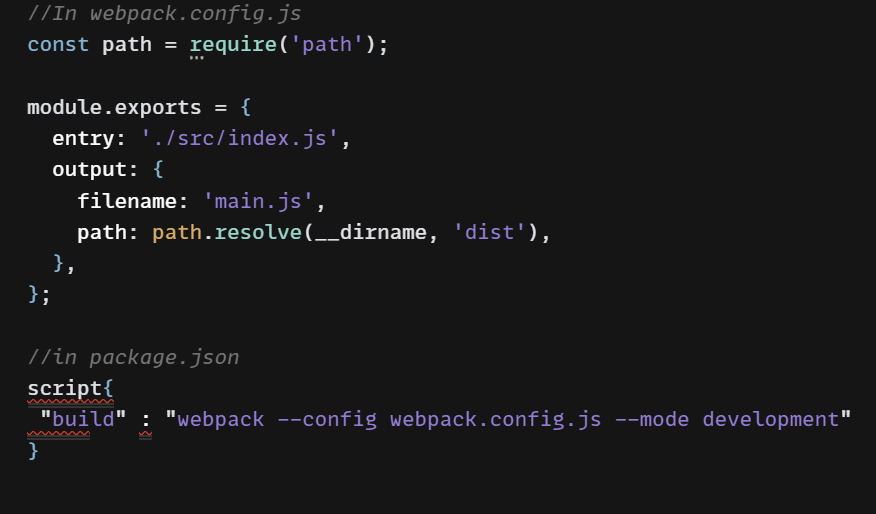 //In webpack.config.js
const path = require('path');
module.exports = {
entry: './src/index.js',
output: {
filename: 'main.js',
path: path.resolve(__dirname, 'dist'),
},
};
//in package.json
script{
"build" : "webpack --config webpack.config.js --mode development"
}